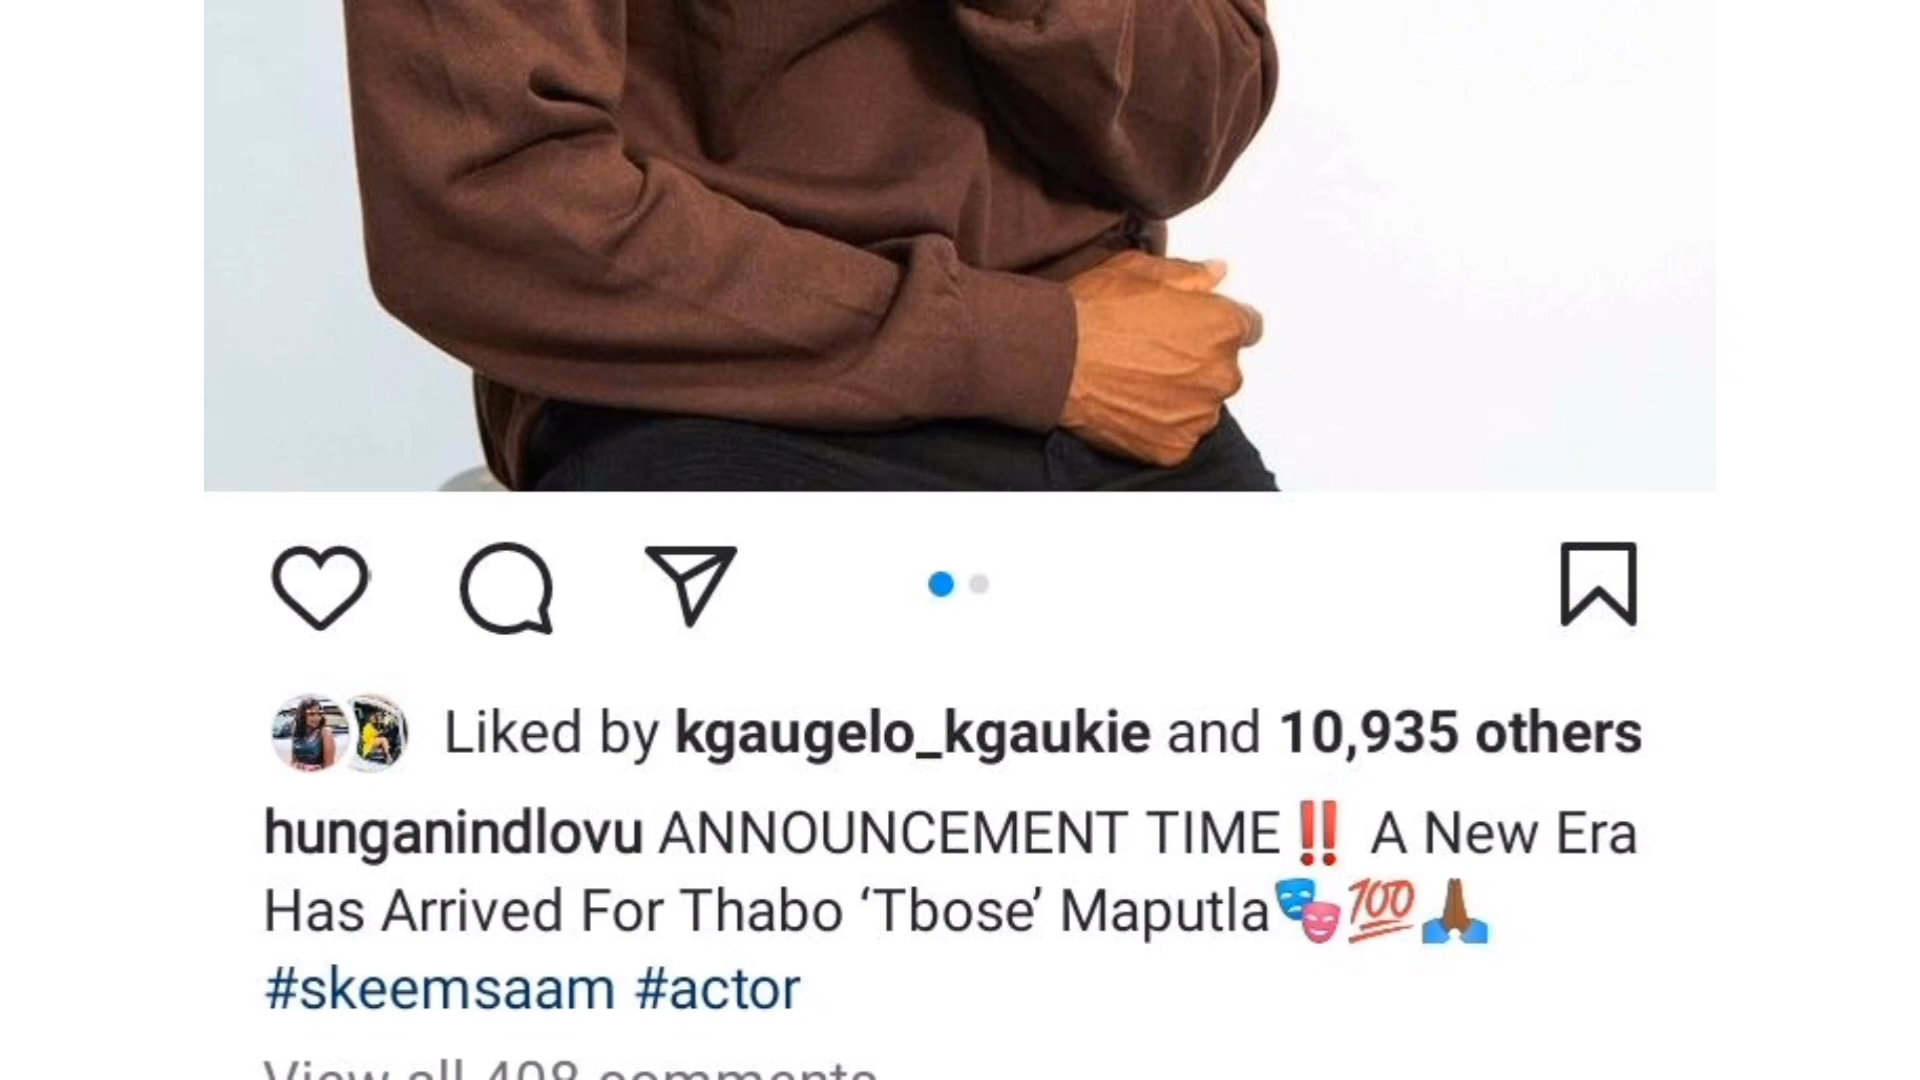 Liked by kgaugelo_kgaukie and 10,935 others
hunganindlovu ANNOUNCEMENT TIME‼️ A New Era
Has Arrived For Thabo ‘Tbose’ Maputla🎭💯🙏🏾
#skeemsaam #actor
View all 408 comments